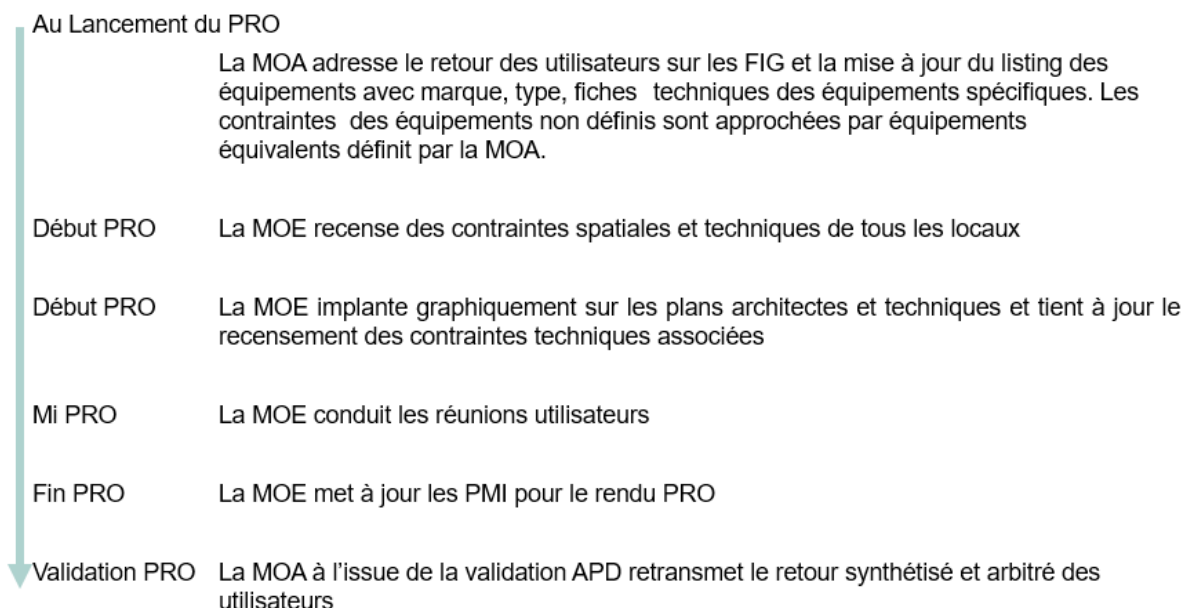 Au Lancement du PRO
La MOA adresse le retour des utilisateurs sur les FIG et la mise à jour du listing des
équipements avec marque, type, fiches techniques des équipements spécifiques. Les
contraintes des équipements non définis sont approchées par équipements
équivalents définit par la MOA.
Début PRO La MOE recense des contraintes spatiales et techniques de tous les locaux
Début PRO La MOE implante graphiquement sur les plans architectes et techniques et tient à jour le
recensement des contraintes techniques associées
Mi PRO La MOE conduit les réunions utilisateurs
Fin PRO La MOE met à jour les PMI pour le rendu PRO
Validation PRO La MOA à l’issue de la validation APD retransmet le retour synthétisé et arbitré des
utilisateurs